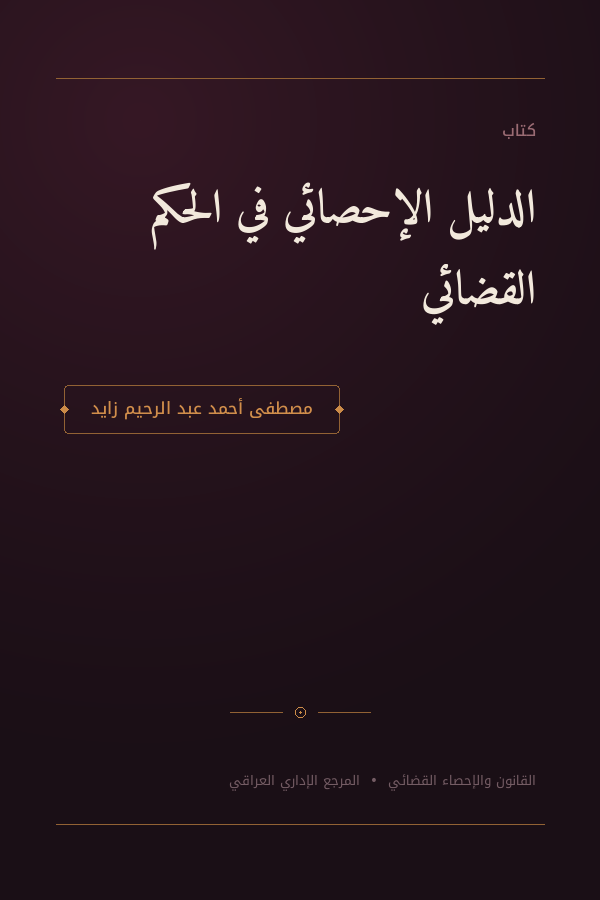 كتاب
الدليل الإحصائي في الحكم
القضائي
مصطفى أحمد عبد الرحيم زايد
القانون والإحصاء القضائي • المرجع الإداري العراقي